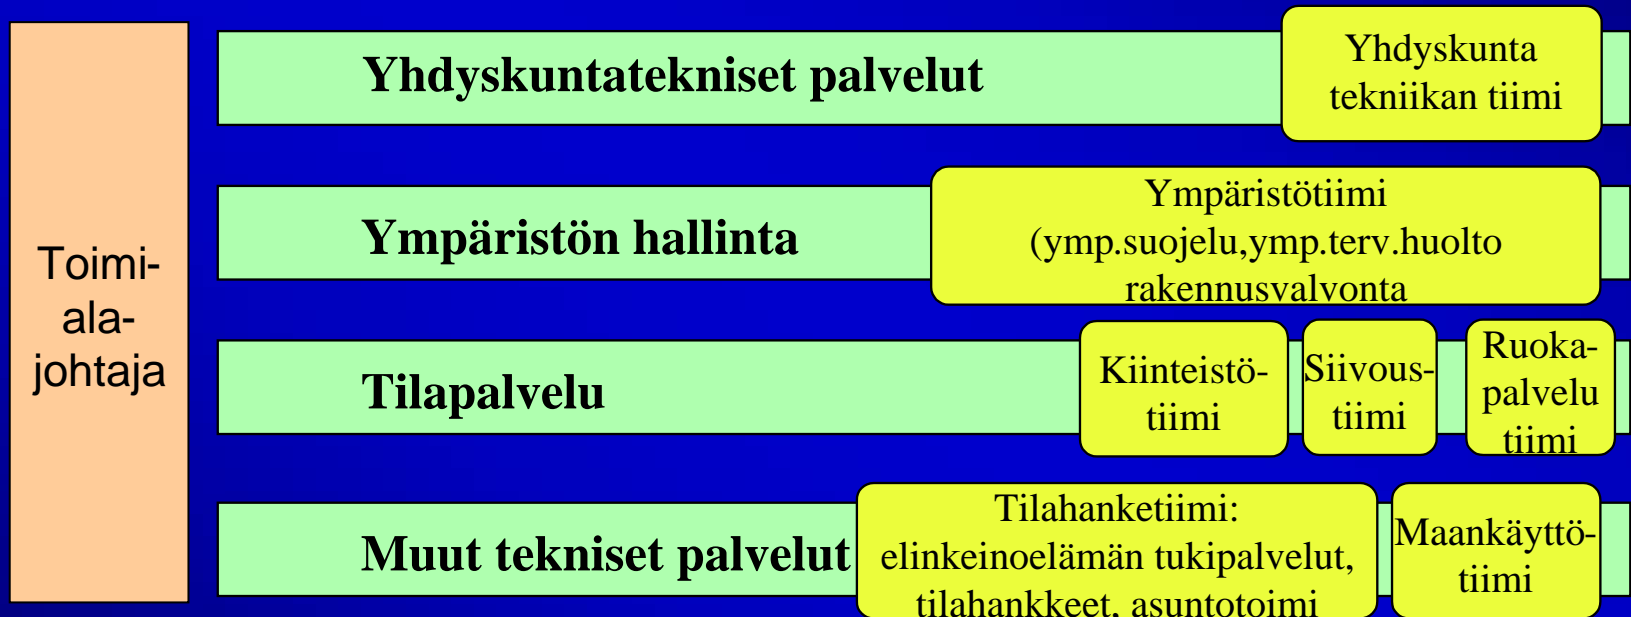 Toimi-
ala-
johtaja
Yhdyskuntatekniset palvelut
Yhdyskunta
tekniikan tiimi
Ympäristön hallinta
Ympäristötiimi
(ymp.suojelu,ymp.terv.huolto
rakennusvalvonta
Tilapalvelu
Kiinteistö-
tiimi
Siivous-
tiimi
Ruoka-
palvelu
tiimi
Muut tekniset palvelut
Tilahanketiimi:
elinkeinoelämän tukipalvelut,
tilahankkeet, asuntotoimi
Maankäyttö-
tiimi